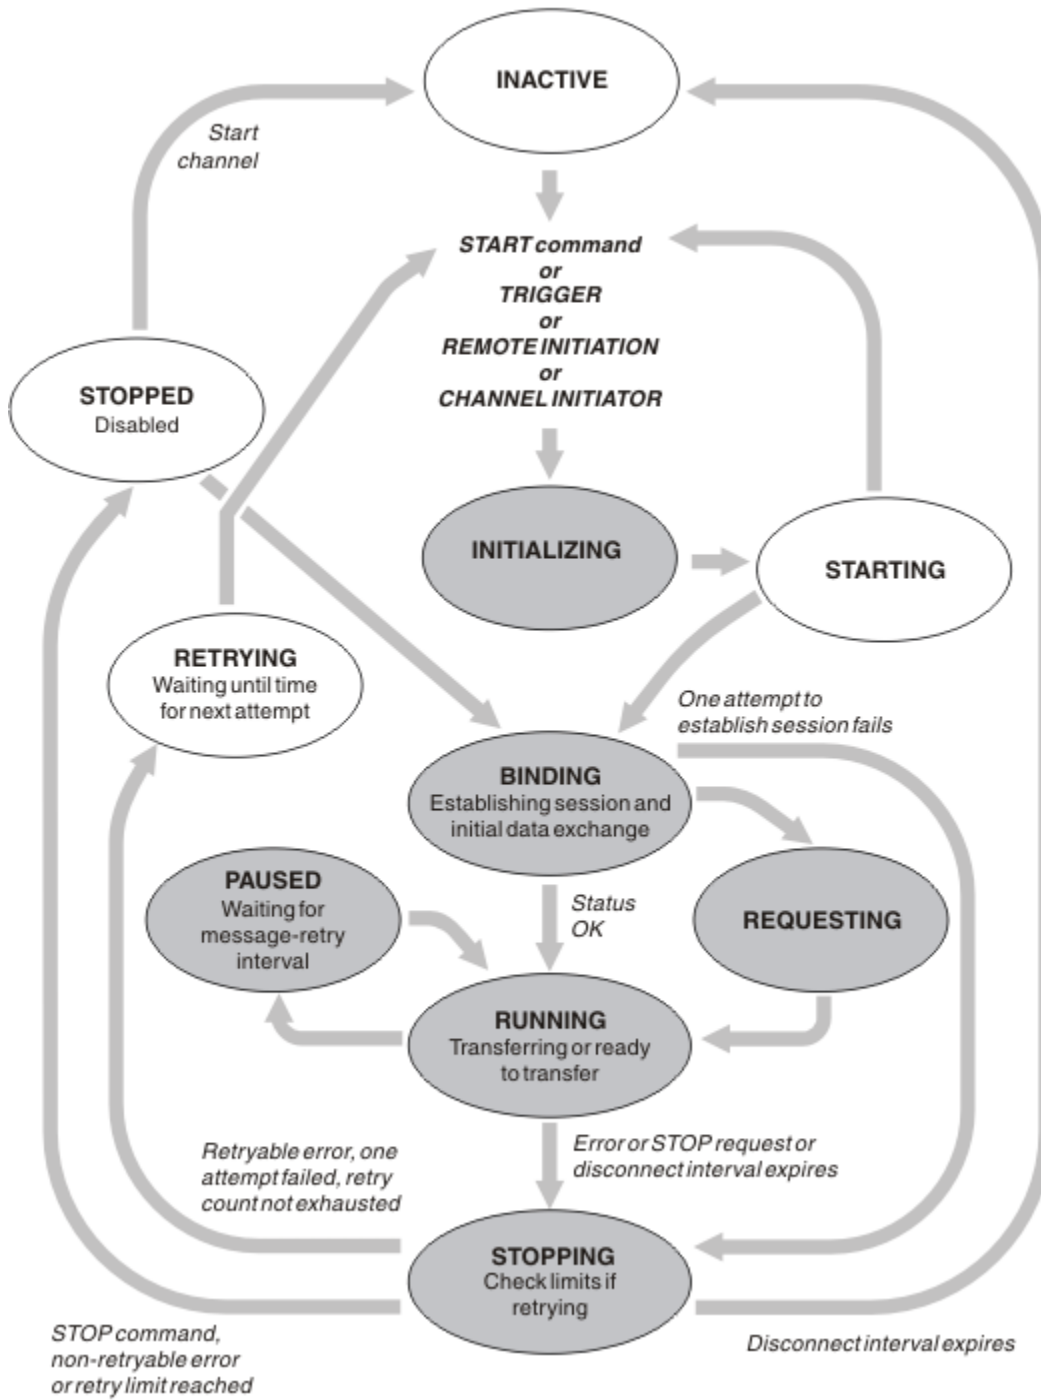 INACTIVE
Start
channel
START command
or
TRIGGER
or
REMOTE INITIATION
or
CHANNEL INITIATOR
STOPPED
Disabled
INITIALIZING
STARTING
RETRYING
Waiting until time
for next attempt
One attempt to
establish session fails
BINDING
Establishing session and
initial data exchange
PAUSED
Waiting for
message-retry
interval
Status
OK
REQUESTING
RUNNING
Transferring or ready
to transfer
Retryable error, one
attempt failed, retry
count not exhausted
Error or STOP request or
disconnect interval expires
STOPPING
Check limits if
retrying
STOP command,
non-retryable error
or retry limit reached
Disconnect interval expires